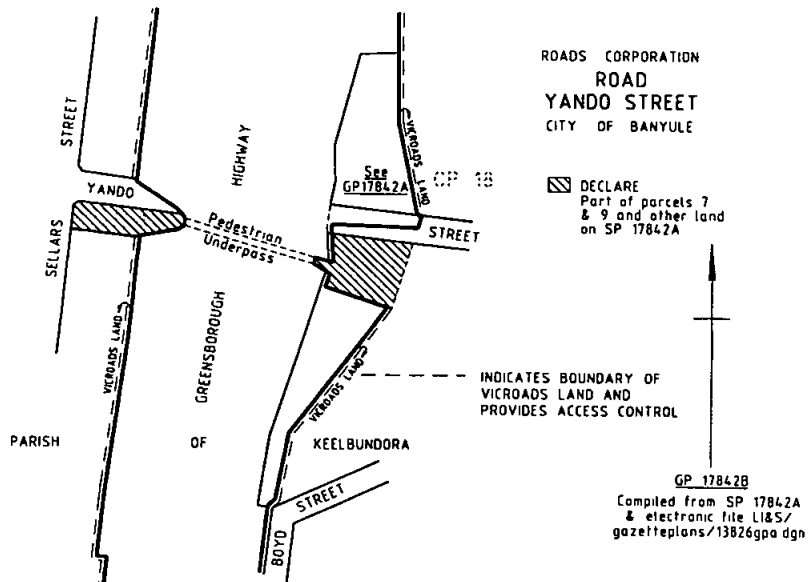 ROADS CORPORATION
ROAD
YANDO STREET
CITY OF BANYULE
DECLARE
Part of parcels 7
& 9 and other land
on SP 17842A
STREET
HIGHWAY
See
GP17842A
GP 18
VICROADS LAND
YANDO
Pedestrian
Underpass
STREET
SELLARS
VICROADS LAND
GREENSBOROUGH
VICROADS LAND
INDICATES BOUNDARY OF
VICROADS LAND AND
PROVIDES ACCESS CONTROL
PARISH OF KEELBUNDORA
STREET
BOYD
GP 17842B
Compiled from SP 17842A
& electronic file LI&S/
gazetteplans/13826gpa dgn